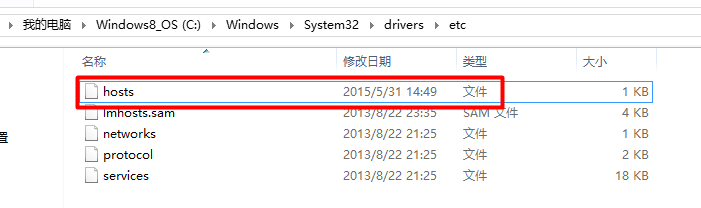 我的电脑 ▸ Windows8_OS (C:) ▸ Windows ▸ System32 ▸ drivers ▸ etc
名称 修改日期 类型 大小
hosts 2015/5/31 14:49 文件 1 KB
lmhosts.sam 2013/8/22 23:35 SAM 文件 4 KB
networks 2013/8/22 21:25 文件 1 KB
置
protocol 2013/8/22 21:25 文件 2 KB
services 2013/8/22 21:25 文件 18 KB